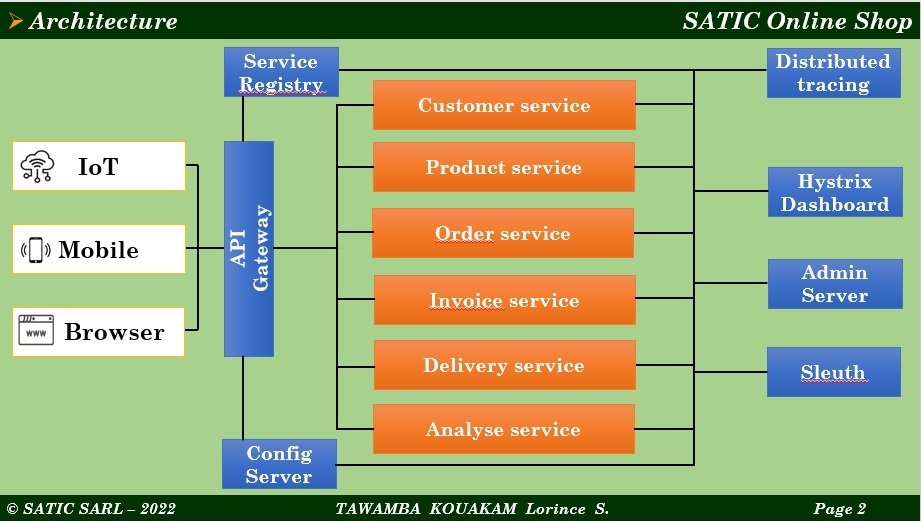 Architecture
SATIC Online Shop
Service
Registry
Distributed
tracing
Customer service
IoT
Product service
Hystrix
Dashboard
API
Gateway
Mobile
Order service
Admin
Server
Invoice service
www
Browser
Delivery service
Sleuth
Analyse service
Config
Server
© SATIC SARL – 2022
TAWAMBA KOUAKAM Lorince S.
Page 2